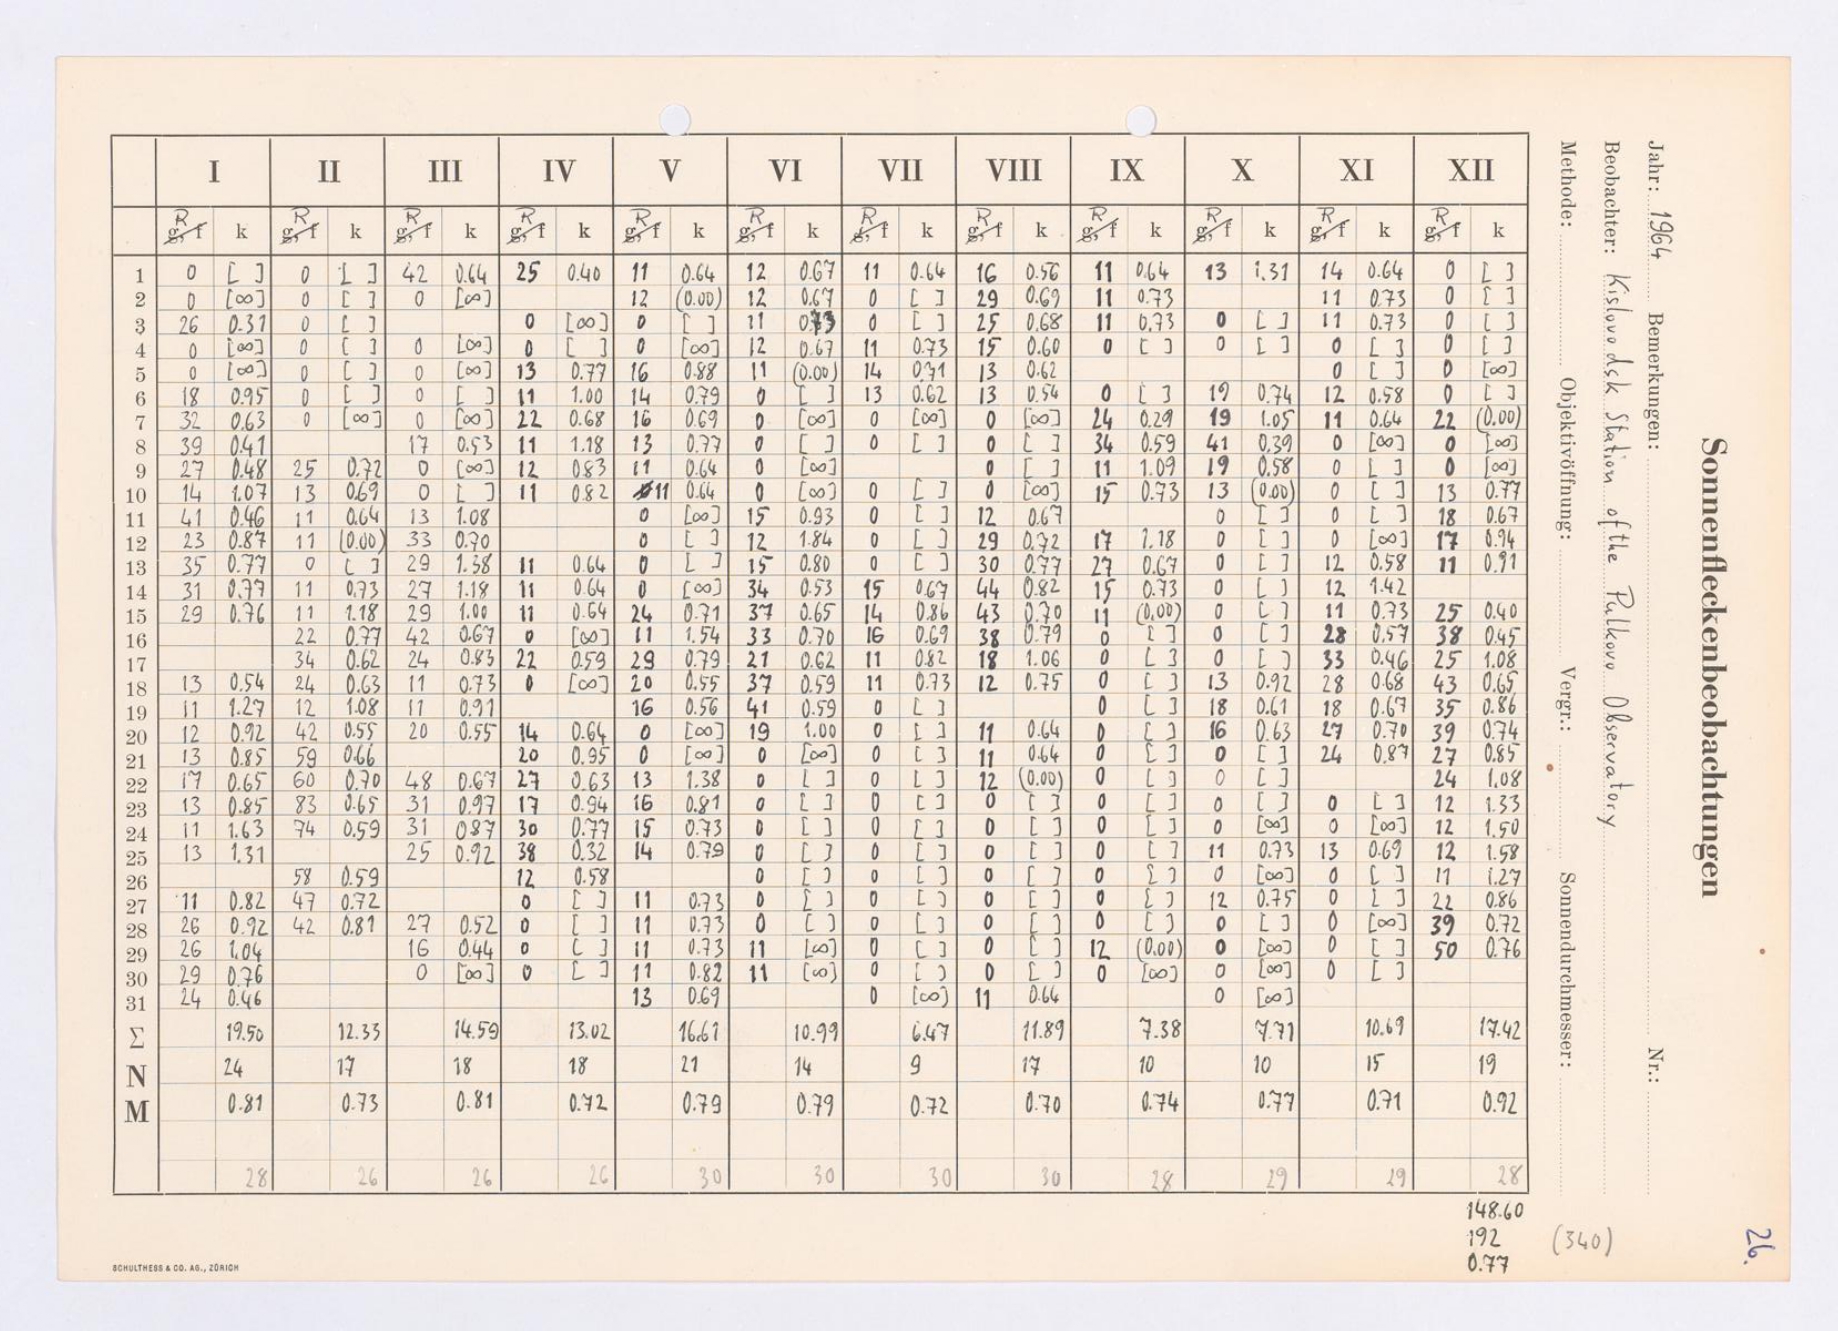 Sonnenfleckenbeobachtungen
Jahr: 1964 Bemerkungen: Nr.:
Beobachter: Kislovodsk Station of the Pulkovo Observatory
Methode: Objektivöffnung: Vergr.: Sonnendurchmesser:
I II III IV V VI VII VIII IX X XI XII
R g, f k R g, f k R g, f k R g, f k R g, f k R g, f k R g, f k R g, f k R g, f k R g, f k R g, f k R g, f k
1 0 [ ] 0 [ ] 42 0.64 25 0.40 11 0.64 12 0.67 11 0.64 16 0.56 11 0.64 13 1.31 14 0.64 0 [ ]
2 0 [∞] 0 [ ] 0 [∞] 12 (0.00) 12 0.67 0 [ ] 29 0.69 11 0.73 11 0.73 0 [ ]
3 26 0.31 0 [ ] 0 [∞] 0 [ ] 11 0.73 0 [ ] 25 0.68 11 0.73 0 [ ] 11 0.73 0 [ ]
4 0 [∞] 0 [ ] 0 [∞] 0 [ ] 0 [∞] 12 0.67 11 0.73 15 0.60 0 [ ] 0 [ ] 0 [ ] 0 [ ]
5 0 [∞] 0 [ ] 0 [∞] 13 0.77 16 0.88 11 (0.00) 14 0.71 13 0.62 0 [ ] 0 [∞]
6 18 0.95 0 [ ] 0 [ ] 11 1.00 14 0.79 0 [ ] 13 0.62 13 0.54 0 [ ] 19 0.74 12 0.58 0 [ ]
7 32 0.63 0 [∞] 0 [∞] 22 0.68 16 0.69 0 [∞] 0 [∞] 0 [∞] 24 0.29 19 1.05 11 0.64 22 (0.00)
8 39 0.41 17 0.53 11 1.18 13 0.77 0 [ ] 0 [ ] 0 [ ] 34 0.59 41 0.39 0 [∞] 0 [∞]
9 27 0.48 25 0.72 0 [∞] 12 0.83 11 0.64 0 [∞] 0 [ ] 11 1.09 19 0.58 0 [ ] 0 [∞]
10 14 1.07 13 0.69 0 [ ] 11 0.82 11 0.64 0 [∞] 0 [ ] 0 [∞] 15 0.73 13 (0.00) 0 [ ] 13 0.77
11 41 0.46 11 0.64 13 1.08 0 [∞] 15 0.93 0 [ ] 12 0.67 0 [ ] 0 [ ] 18 0.67
12 23 0.87 11 (0.00) 33 0.70 0 [ ] 12 1.84 0 [ ] 29 0.72 17 1.18 0 [ ] 0 [∞] 17 0.94
13 35 0.77 0 [ ] 29 1.38 11 0.64 0 [ ] 15 0.80 0 [ ] 30 0.77 27 0.67 0 [ ] 12 0.58 11 0.91
14 31 0.77 11 0.73 27 1.18 11 0.64 0 [∞] 34 0.53 15 0.67 44 0.82 15 0.73 0 [ ] 12 1.42
15 29 0.76 11 1.18 29 1.00 11 0.64 24 0.71 37 0.65 14 0.86 43 0.70 11 (0.00) 0 [ ] 11 0.73 25 0.40
16 22 0.77 42 0.67 0 [∞] 11 1.54 33 0.70 16 0.69 38 0.79 0 [ ] 0 [ ] 28 0.57 38 0.45
17 34 0.62 24 0.83 22 0.59 29 0.79 21 0.62 11 0.82 18 1.06 0 [ ] 0 [ ] 33 0.46 25 1.08
18 13 0.54 24 0.63 11 0.73 0 [∞] 20 0.55 37 0.59 11 0.73 12 0.75 0 [ ] 13 0.92 28 0.68 43 0.65
19 11 1.27 12 1.08 11 0.91 16 0.56 41 0.59 0 [ ] 0 [ ] 18 0.61 18 0.67 35 0.86
20 12 0.92 42 0.55 20 0.55 14 0.64 0 [∞] 19 1.00 0 [ ] 11 0.64 0 [ ] 16 0.63 27 0.70 39 0.74
21 13 0.85 59 0.66 20 0.95 0 [∞] 0 [∞] 0 [ ] 11 0.64 0 [ ] 0 [ ] 24 0.87 27 0.85
22 17 0.65 60 0.70 48 0.67 27 0.63 13 1.38 0 [ ] 0 [ ] 12 (0.00) 0 [ ] 0 [ ] 24 1.08
23 13 0.85 83 0.65 31 0.97 17 0.94 16 0.81 0 [ ] 0 [ ] 0 [ ] 0 [ ] 0 [ ] 0 [ ] 12 1.33
24 11 1.63 74 0.59 31 0.87 30 0.77 15 0.73 0 [ ] 0 [ ] 0 [ ] 0 [ ] 0 [∞] 0 [∞] 12 1.50
25 13 1.31 25 0.92 38 0.32 14 0.79 0 [ ] 0 [ ] 0 [ ] 0 [ ] 11 0.73 13 0.69 12 1.58
26 58 0.59 12 0.58 0 [ ] 0 [ ] 0 [ ] 0 [ ] 0 [∞] 0 [ ] 11 1.27
27 11 0.82 47 0.72 0 [ ] 11 0.73 0 [ ] 0 [ ] 0 [ ] 0 [ ] 12 0.75 0 [ ] 22 0.86
28 26 0.92 42 0.81 27 0.52 0 [ ] 11 0.73 0 [ ] 0 [ ] 0 [ ] 0 [ ] 0 [ ] 0 [∞] 39 0.72
29 26 1.04 16 0.44 0 [ ] 11 0.73 11 [∞] 0 [ ] 0 [ ] 12 (0.00) 0 [∞] 0 [ ] 50 0.76
30 29 0.76 0 [∞] 0 [ ] 11 0.82 11 [∞] 0 [ ] 0 [ ] 0 [∞] 0 [∞] 0 [ ]
31 24 0.46 13 0.69 0 [∞] 11 0.64 0 [∞]
Σ 19.50 12.33 14.59 13.02 16.61 10.99 6.47 11.89 7.38 7.71 10.69 17.42
N 24 17 18 18 21 14 9 17 10 10 15 19
M 0.81 0.73 0.81 0.72 0.79 0.79 0.72 0.70 0.74 0.77 0.71 0.92
28 26 26 26 30 30 30 30 28 29 29 28
148.60
192 (340)
0.77
26.
SCHULTHESS & CO. AG., ZÜRICH